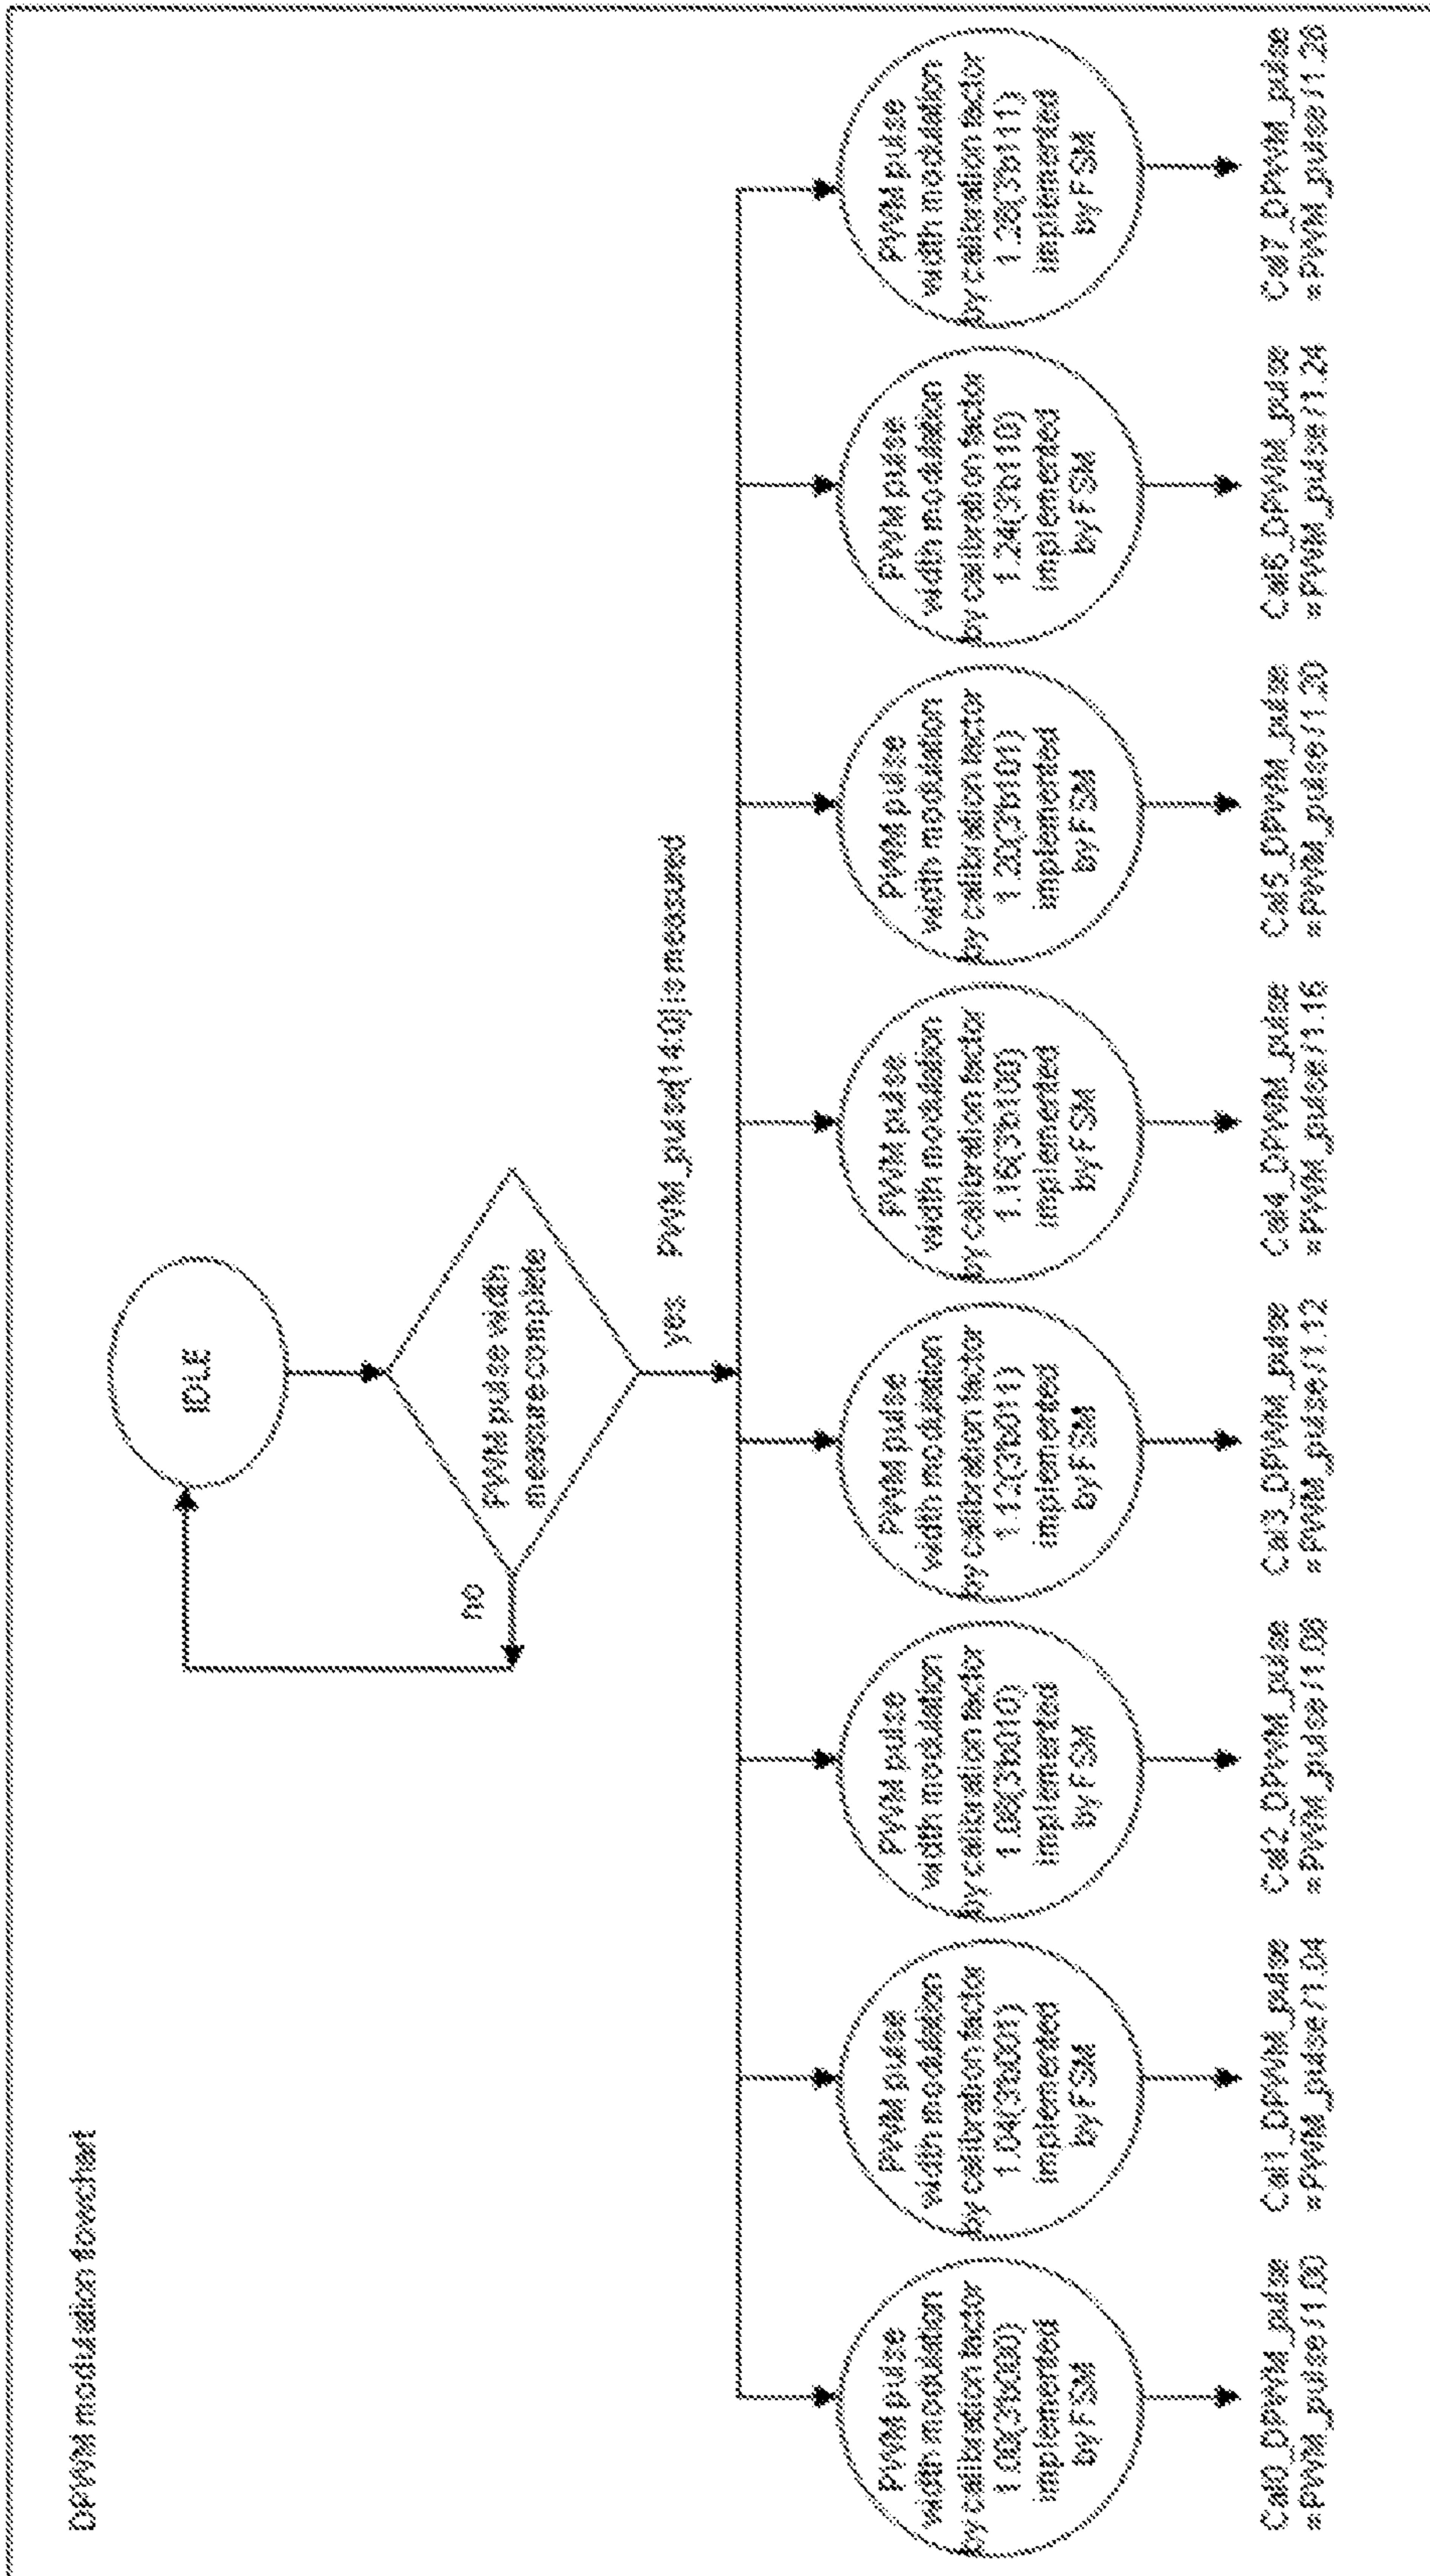 DPWM modulation flowchart
IDLE
PWM pulse width
measure complete
no
yes PWM_pulse[14:0] is measured
PWM pulse
width modulation
by calibration factor
1.00(3'b000)
implemented
by FSM
PWM pulse
width modulation
by calibration factor
1.04(3'b001)
implemented
by FSM
PWM pulse
width modulation
by calibration factor
1.08(3'b010)
implemented
by FSM
PWM pulse
width modulation
by calibration factor
1.12(3'b011)
implemented
by FSM
PWM pulse
width modulation
by calibration factor
1.16(3'b100)
implemented
by FSM
PWM pulse
width modulation
by calibration factor
1.20(3'b101)
implemented
by FSM
PWM pulse
width modulation
by calibration factor
1.24(3'b110)
implemented
by FSM
PWM pulse
width modulation
by calibration factor
1.28(3'b111)
implemented
by FSM
Cal0_DPWM_pulse
=PWM_pulse/1.00
Cal1_DPWM_pulse
=PWM_pulse/1.04
Cal2_DPWM_pulse
=PWM_pulse/1.08
Cal3_DPWM_pulse
=PWM_pulse/1.12
Cal4_DPWM_pulse
=PWM_pulse/1.16
Cal5_DPWM_pulse
=PWM_pulse/1.20
Cal6_DPWM_pulse
=PWM_pulse/1.24
Cal7_DPWM_pulse
=PWM_pulse/1.28